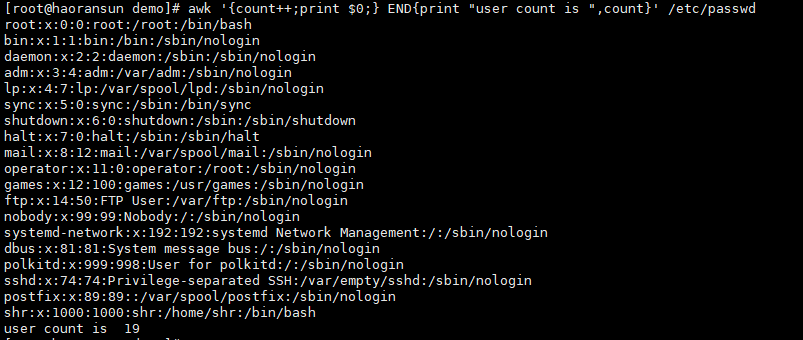 [root@haoransun demo]# awk '{count++;print $0;} END{print "user count is ",count}' /etc/passwd
root:x:0:0:root:/root:/bin/bash
bin:x:1:1:bin:/bin:/sbin/nologin
daemon:x:2:2:daemon:/sbin:/sbin/nologin
adm:x:3:4:adm:/var/adm:/sbin/nologin
lp:x:4:7:lp:/var/spool/lpd:/sbin/nologin
sync:x:5:0:sync:/sbin:/bin/sync
shutdown:x:6:0:shutdown:/sbin:/sbin/shutdown
halt:x:7:0:halt:/sbin:/sbin/halt
mail:x:8:12:mail:/var/spool/mail:/sbin/nologin
operator:x:11:0:operator:/root:/sbin/nologin
games:x:12:100:games:/usr/games:/sbin/nologin
ftp:x:14:50:FTP User:/var/ftp:/sbin/nologin
nobody:x:99:99:Nobody:/:/sbin/nologin
systemd-network:x:192:192:systemd Network Management:/:/sbin/nologin
dbus:x:81:81:System message bus:/:/sbin/nologin
polkitd:x:999:998:User for polkitd:/:/sbin/nologin
sshd:x:74:74:Privilege-separated SSH:/var/empty/sshd:/sbin/nologin
postfix:x:89:89::/var/spool/postfix:/sbin/nologin
shr:x:1000:1000:shr:/home/shr:/bin/bash
user count is  19